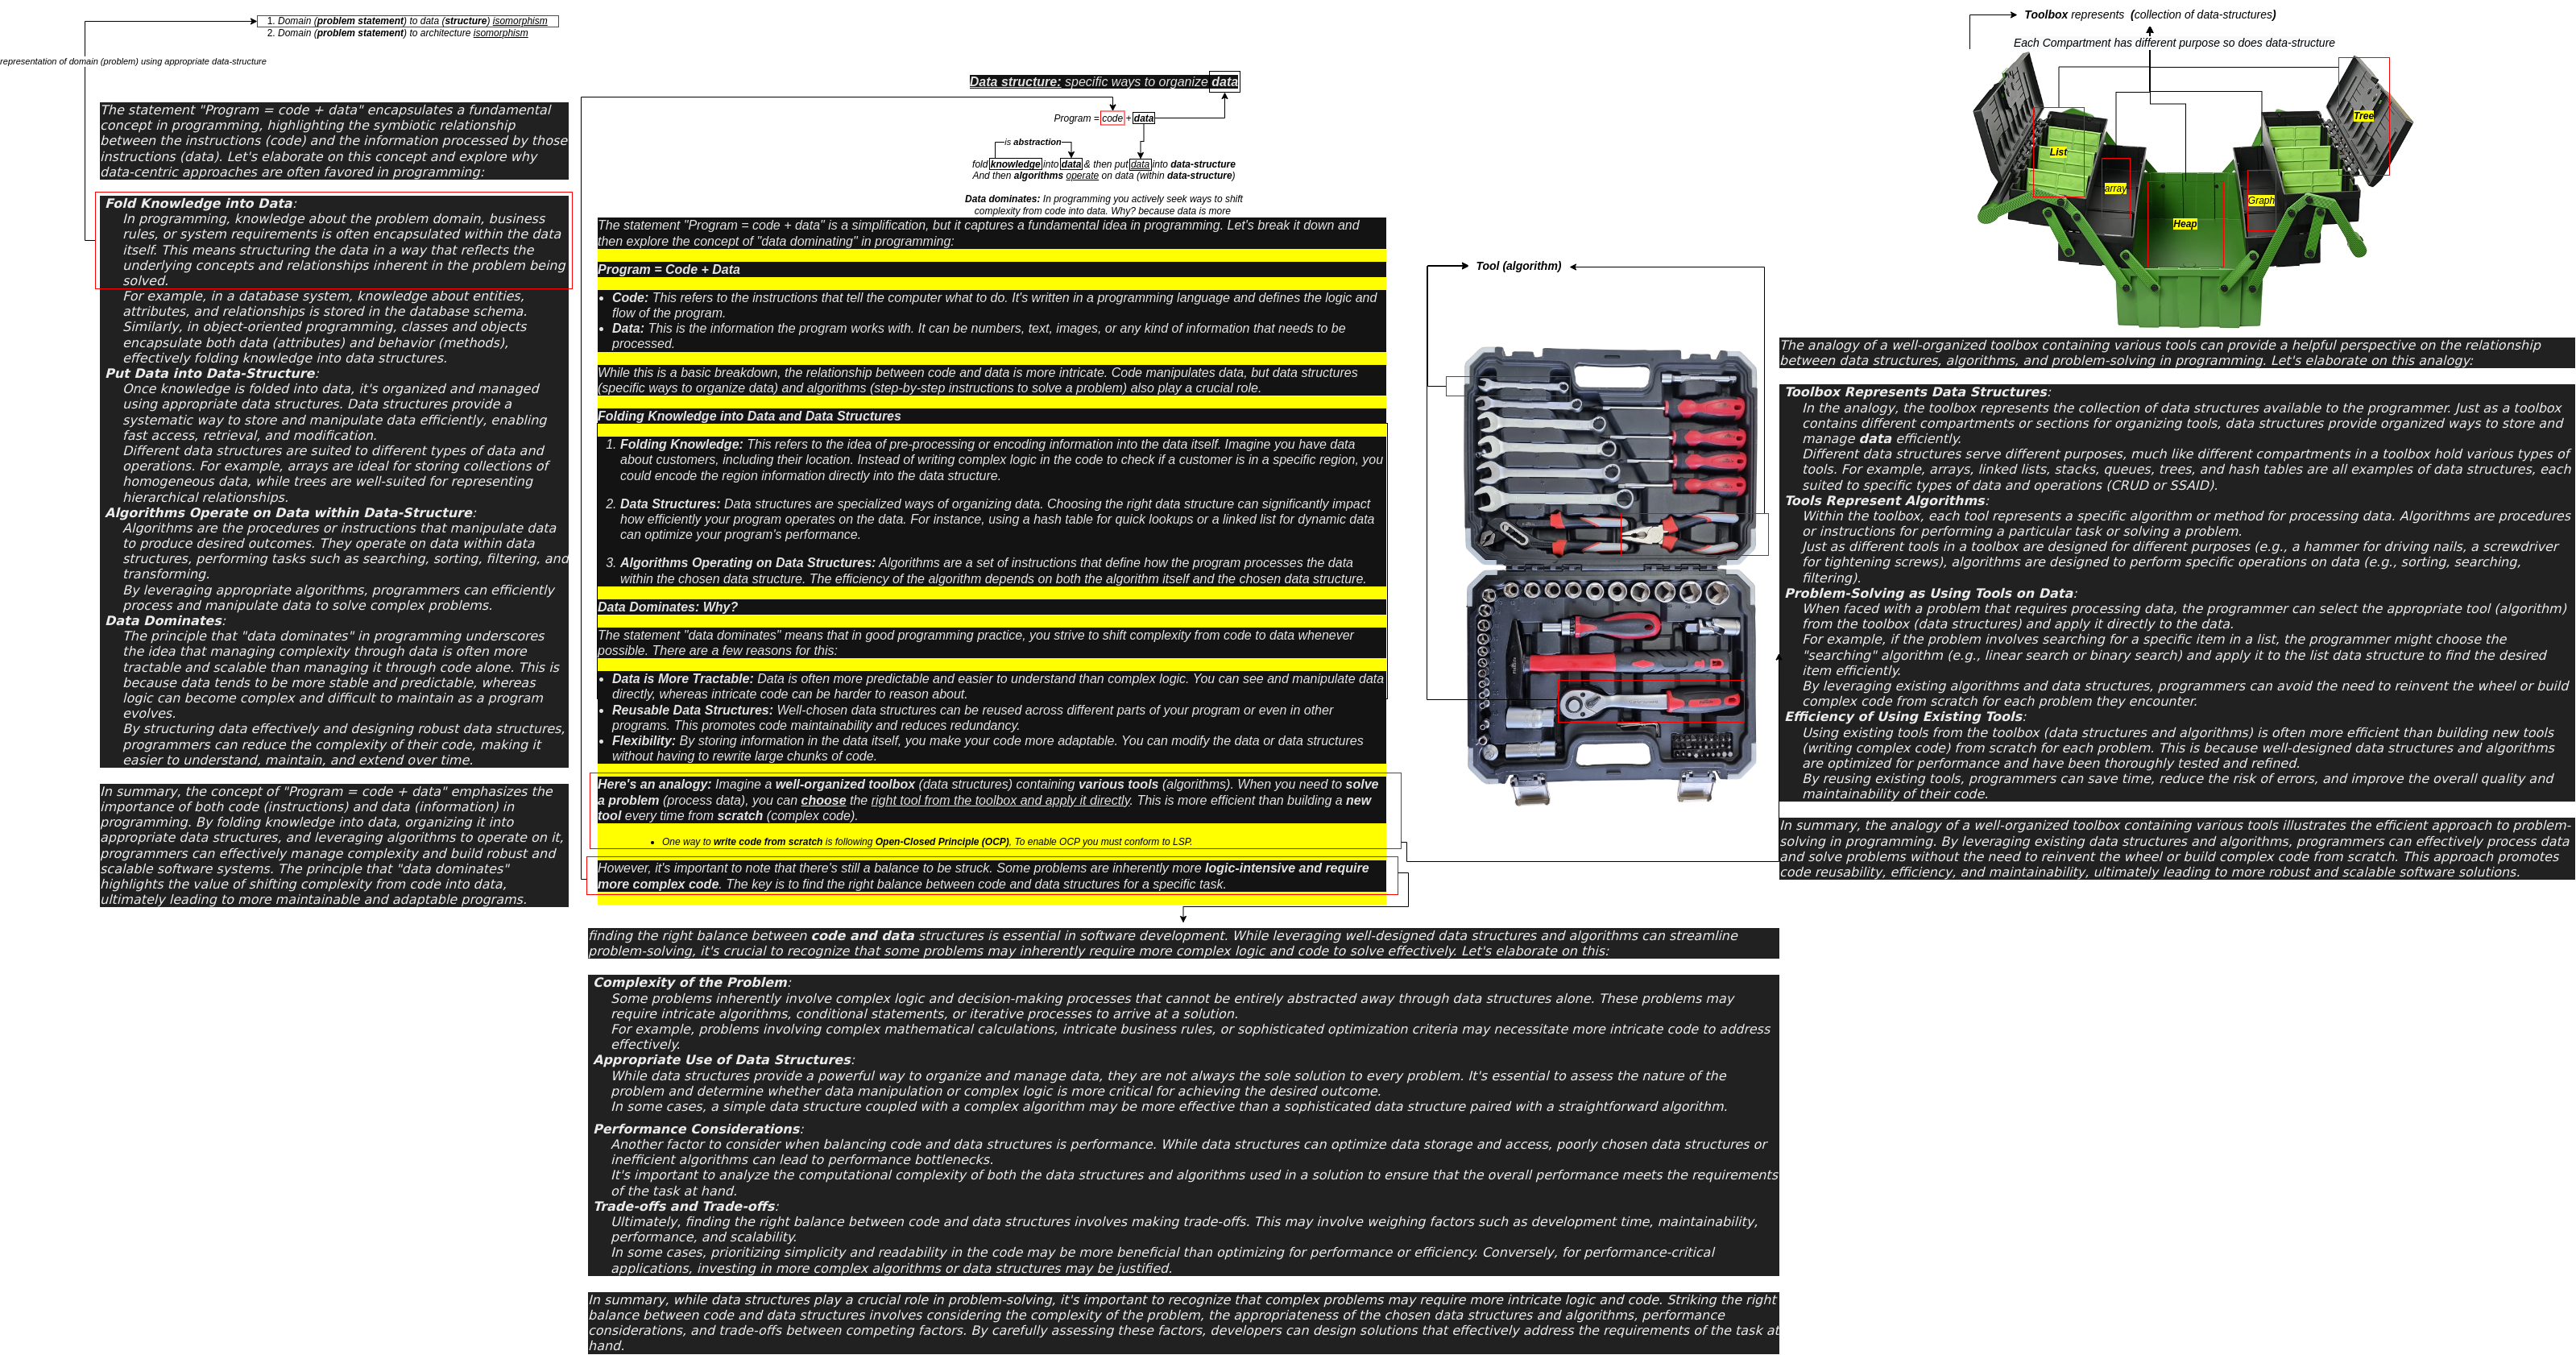 1. Domain (problem statement) to data (structure) isomorphism
2. Domain (problem statement) to architecture isomorphism
representation of domain (problem) using appropriate data-structure
The statement "Program = code + data" encapsulates a fundamental
concept in programming, highlighting the symbiotic relationship
between the instructions (code) and the information processed by those
instructions (data). Let's elaborate on this concept and explore why
data-centric approaches are often favored in programming:
Fold Knowledge into Data:
In programming, knowledge about the problem domain, business
rules, or system requirements is often encapsulated within the data
itself. This means structuring the data in a way that reflects the
underlying concepts and relationships inherent in the problem being
solved.
For example, in a database system, knowledge about entities,
attributes, and relationships is stored in the database schema.
Similarly, in object-oriented programming, classes and objects
encapsulate both data (attributes) and behavior (methods),
effectively folding knowledge into data structures.
Put Data into Data-Structure:
Once knowledge is folded into data, it's organized and managed
using appropriate data structures. Data structures provide a
systematic way to store and manipulate data efficiently, enabling
fast access, retrieval, and modification.
Different data structures are suited to different types of data and
operations. For example, arrays are ideal for storing collections of
homogeneous data, while trees are well-suited for representing
hierarchical relationships.
Algorithms Operate on Data within Data-Structure:
Algorithms are the procedures or instructions that manipulate data
to produce desired outcomes. They operate on data within data
structures, performing tasks such as searching, sorting, filtering, and
transforming.
By leveraging appropriate algorithms, programmers can efficiently
process and manipulate data to solve complex problems.
Data Dominates:
The principle that "data dominates" in programming underscores
the idea that managing complexity through data is often more
tractable and scalable than managing it through code alone. This is
because data tends to be more stable and predictable, whereas
logic can become complex and difficult to maintain as a program
evolves.
By structuring data effectively and designing robust data structures,
programmers can reduce the complexity of their code, making it
easier to understand, maintain, and extend over time.
In summary, the concept of "Program = code + data" emphasizes the
importance of both code (instructions) and data (information) in
programming. By folding knowledge into data, organizing it into
appropriate data structures, and leveraging algorithms to operate on it,
programmers can effectively manage complexity and build robust and
scalable software systems. The principle that "data dominates"
highlights the value of shifting complexity from code into data,
ultimately leading to more maintainable and adaptable programs.
Data structure: specific ways to organize data
Program = code + data
is abstraction
fold knowledge into data & then put data into data-structure
And then algorithms operate on data (within data-structure)
Data dominates: In programming you actively seek ways to shift
complexity from code into data. Why? because data is more
The statement "Program = code + data" is a simplification, but it captures a fundamental idea in programming. Let's break it down and
then explore the concept of "data dominating" in programming:
Program = Code + Data
• Code: This refers to the instructions that tell the computer what to do. It's written in a programming language and defines the logic and
flow of the program.
• Data: This is the information the program works with. It can be numbers, text, images, or any kind of information that needs to be
processed.
While this is a basic breakdown, the relationship between code and data is more intricate. Code manipulates data, but data structures
(specific ways to organize data) and algorithms (step-by-step instructions to solve a problem) also play a crucial role.
Folding Knowledge into Data and Data Structures
1. Folding Knowledge: This refers to the idea of pre-processing or encoding information into the data itself. Imagine you have data
about customers, including their location. Instead of writing complex logic in the code to check if a customer is in a specific region, you
could encode the region information directly into the data structure.
2. Data Structures: Data structures are specialized ways of organizing data. Choosing the right data structure can significantly impact
how efficiently your program operates on the data. For instance, using a hash table for quick lookups or a linked list for dynamic data
can optimize your program's performance.
3. Algorithms Operating on Data Structures: Algorithms are a set of instructions that define how the program processes the data
within the chosen data structure. The efficiency of the algorithm depends on both the algorithm itself and the chosen data structure.
Data Dominates: Why?
The statement "data dominates" means that in good programming practice, you strive to shift complexity from code to data whenever
possible. There are a few reasons for this:
• Data is More Tractable: Data is often more predictable and easier to understand than complex logic. You can see and manipulate data
directly, whereas intricate code can be harder to reason about.
• Reusable Data Structures: Well-chosen data structures can be reused across different parts of your program or even in other
programs. This promotes code maintainability and reduces redundancy.
• Flexibility: By storing information in the data itself, you make your code more adaptable. You can modify the data or data structures
without having to rewrite large chunks of code.
Here's an analogy: Imagine a well-organized toolbox (data structures) containing various tools (algorithms). When you need to solve
a problem (process data), you can choose the right tool from the toolbox and apply it directly. This is more efficient than building a new
tool every time from scratch (complex code).
• One way to write code from scratch is following Open-Closed Principle (OCP), To enable OCP you must conform to LSP.
However, it's important to note that there's still a balance to be struck. Some problems are inherently more logic-intensive and require
more complex code. The key is to find the right balance between code and data structures for a specific task.
finding the right balance between code and data structures is essential in software development. While leveraging well-designed data structures and algorithms can streamline
problem-solving, it's crucial to recognize that some problems may inherently require more complex logic and code to solve effectively. Let's elaborate on this:
Complexity of the Problem:
Some problems inherently involve complex logic and decision-making processes that cannot be entirely abstracted away through data structures alone. These problems may
require intricate algorithms, conditional statements, or iterative processes to arrive at a solution.
For example, problems involving complex mathematical calculations, intricate business rules, or sophisticated optimization criteria may necessitate more intricate code to address
effectively.
Appropriate Use of Data Structures:
While data structures provide a powerful way to organize and manage data, they are not always the sole solution to every problem. It's essential to assess the nature of the
problem and determine whether data manipulation or complex logic is more critical for achieving the desired outcome.
In some cases, a simple data structure coupled with a complex algorithm may be more effective than a sophisticated data structure paired with a straightforward algorithm.
Performance Considerations:
Another factor to consider when balancing code and data structures is performance. While data structures can optimize data storage and access, poorly chosen data structures or
inefficient algorithms can lead to performance bottlenecks.
It's important to analyze the computational complexity of both the data structures and algorithms used in a solution to ensure that the overall performance meets the requirements
of the task at hand.
Trade-offs and Trade-offs:
Ultimately, finding the right balance between code and data structures involves making trade-offs. This may involve weighing factors such as development time, maintainability,
performance, and scalability.
In some cases, prioritizing simplicity and readability in the code may be more beneficial than optimizing for performance or efficiency. Conversely, for performance-critical
applications, investing in more complex algorithms or data structures may be justified.
In summary, while data structures play a crucial role in problem-solving, it's important to recognize that complex problems may require more intricate logic and code. Striking the right
balance between code and data structures involves considering the complexity of the problem, the appropriateness of the chosen data structures and algorithms, performance
considerations, and trade-offs between competing factors. By carefully assessing these factors, developers can design solutions that effectively address the requirements of the task at
hand.
Tool (algorithm)
Toolbox represents (collection of data-structures)
Each Compartment has different purpose so does data-structure
Tree
List
array
Graph
Heap
The analogy of a well-organized toolbox containing various tools can provide a helpful perspective on the relationship
between data structures, algorithms, and problem-solving in programming. Let's elaborate on this analogy:
Toolbox Represents Data Structures:
In the analogy, the toolbox represents the collection of data structures available to the programmer. Just as a toolbox
contains different compartments or sections for organizing tools, data structures provide organized ways to store and
manage data efficiently.
Different data structures serve different purposes, much like different compartments in a toolbox hold various types of
tools. For example, arrays, linked lists, stacks, queues, trees, and hash tables are all examples of data structures, each
suited to specific types of data and operations (CRUD or SSAID).
Tools Represent Algorithms:
Within the toolbox, each tool represents a specific algorithm or method for processing data. Algorithms are procedures
or instructions for performing a particular task or solving a problem.
Just as different tools in a toolbox are designed for different purposes (e.g., a hammer for driving nails, a screwdriver
for tightening screws), algorithms are designed to perform specific operations on data (e.g., sorting, searching,
filtering).
Problem-Solving as Using Tools on Data:
When faced with a problem that requires processing data, the programmer can select the appropriate tool (algorithm)
from the toolbox (data structures) and apply it directly to the data.
For example, if the problem involves searching for a specific item in a list, the programmer might choose the
"searching" algorithm (e.g., linear search or binary search) and apply it to the list data structure to find the desired
item efficiently.
By leveraging existing algorithms and data structures, programmers can avoid the need to reinvent the wheel or build
complex code from scratch for each problem they encounter.
Efficiency of Using Existing Tools:
Using existing tools from the toolbox (data structures and algorithms) is often more efficient than building new tools
(writing complex code) from scratch for each problem. This is because well-designed data structures and algorithms
are optimized for performance and have been thoroughly tested and refined.
By reusing existing tools, programmers can save time, reduce the risk of errors, and improve the overall quality and
maintainability of their code.
In summary, the analogy of a well-organized toolbox containing various tools illustrates the efficient approach to problem-
solving in programming. By leveraging existing data structures and algorithms, programmers can effectively process data
and solve problems without the need to reinvent the wheel or build complex code from scratch. This approach promotes
code reusability, efficiency, and maintainability, ultimately leading to more robust and scalable software solutions.